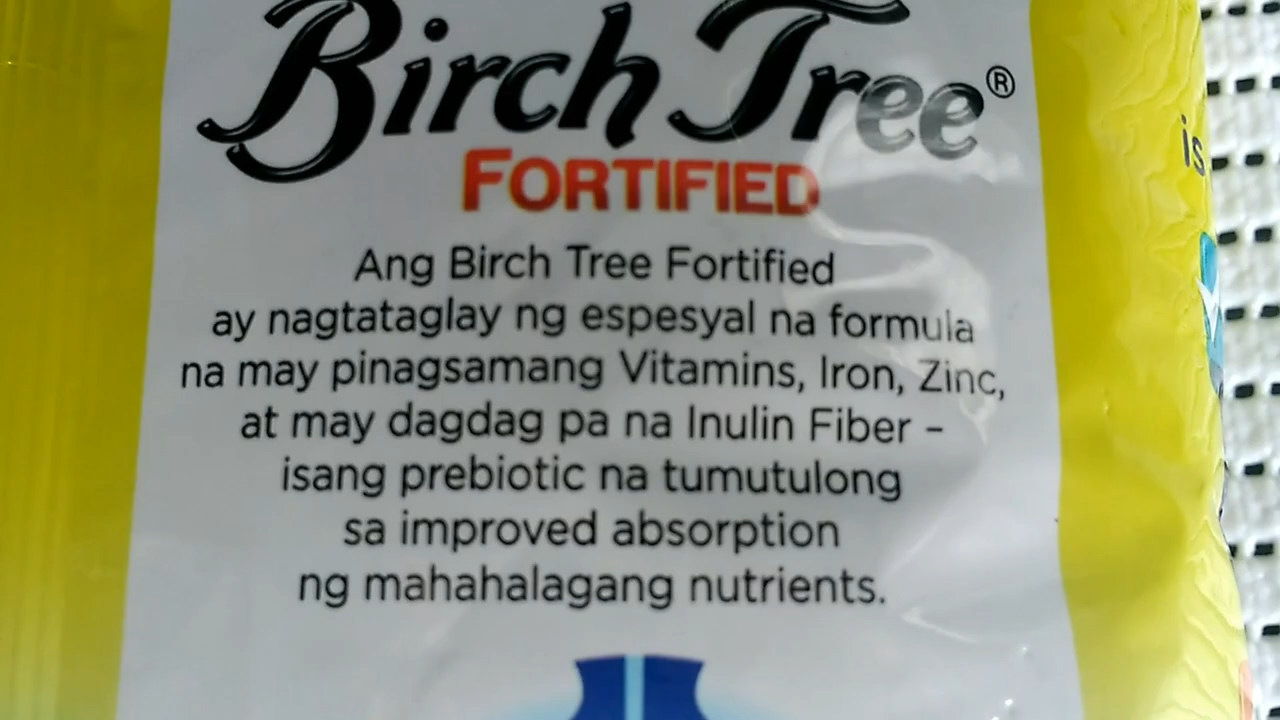 Birch Tree®
FORTIFIED
Ang Birch Tree Fortified
ay nagtataglay ng espesyal na formula
na may pinagsamang Vitamins, Iron, Zinc,
at may dagdag pa na Inulin Fiber –
isang prebiotic na tumutulong
sa improved absorption
ng mahahalagang nutrients.
is